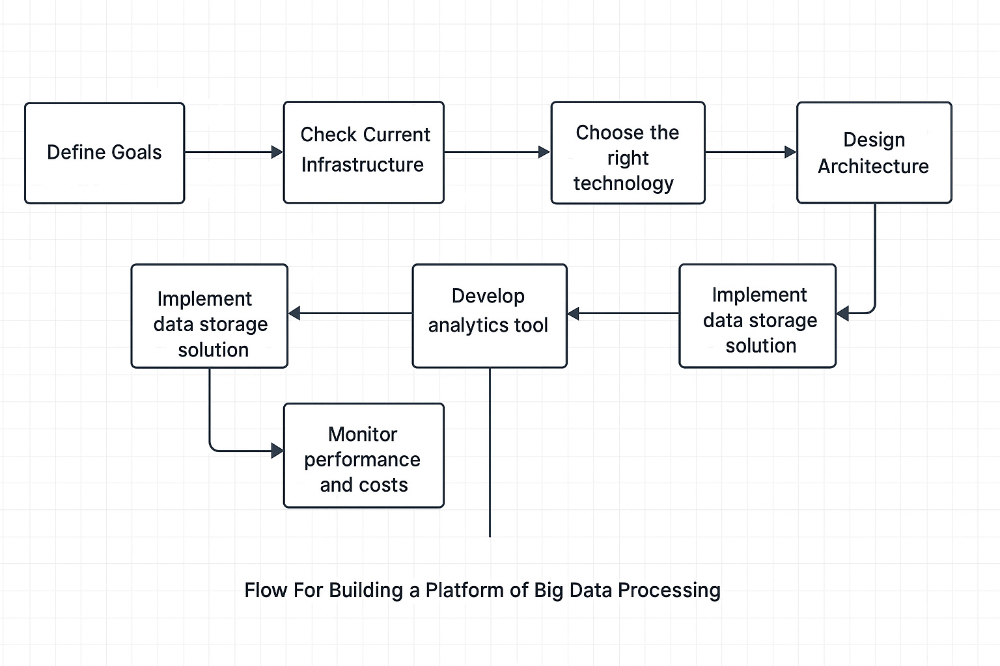 Define Goals
Check Current
Infrastructure
Choose the
right
technology
Design
Architecture
Implement
data storage
solution
Develop
analytics tool
Implement
data storage
solution
Monitor
performance
and costs
Flow For Building a Platform of Big Data Processing